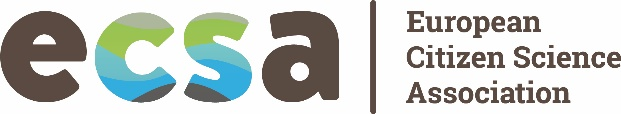 ecsa
European
Citizen Science
Association